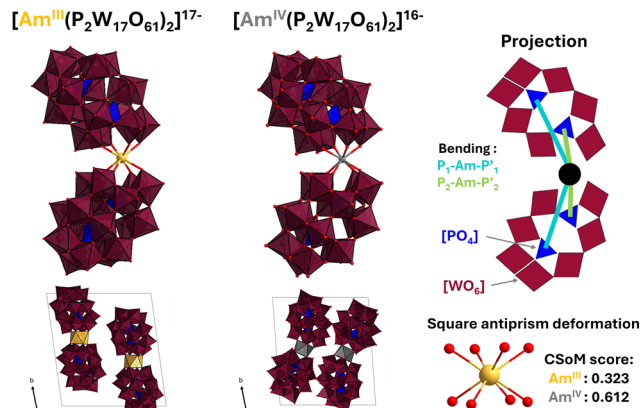 [Am^III(P₂W₁₇O₆₁)₂]¹⁷⁻
[Am^IV(P₂W₁₇O₆₁)₂]¹⁶⁻
Projection
Bending :
P₁-Am-P'₁
P₂-Am-P'₂
[PO₄]
[WO₆]
Square antiprism deformation
CSoM score:
Am^III : 0.323
Am^IV : 0.612
b
b